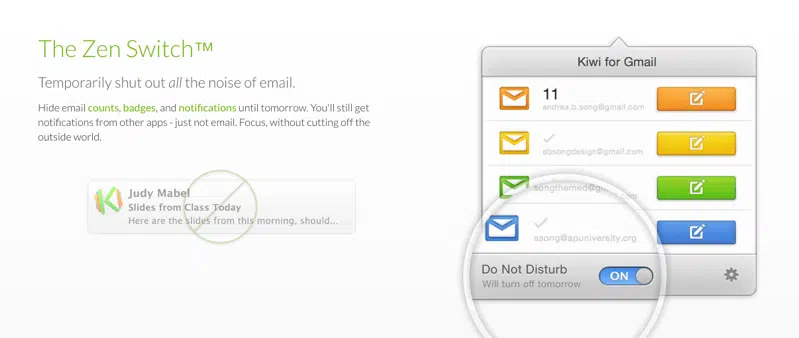 The Zen Switch™
Temporarily shut out all the noise of email.
Hide email counts, badges, and notifications until tomorrow. You'll still get
notifications from other apps - just not email. Focus, without cutting off the
outside world.
Judy Mabel
Slides from Class Today
Here are the slides from this morning, should...
Kiwi for Gmail
11
andrea.b.song@gmail.com
absongdesign@gmail.com
songthemed@gmail.com
asong@apuniversity.org
Do Not Disturb
ON
Will turn off tomorrow